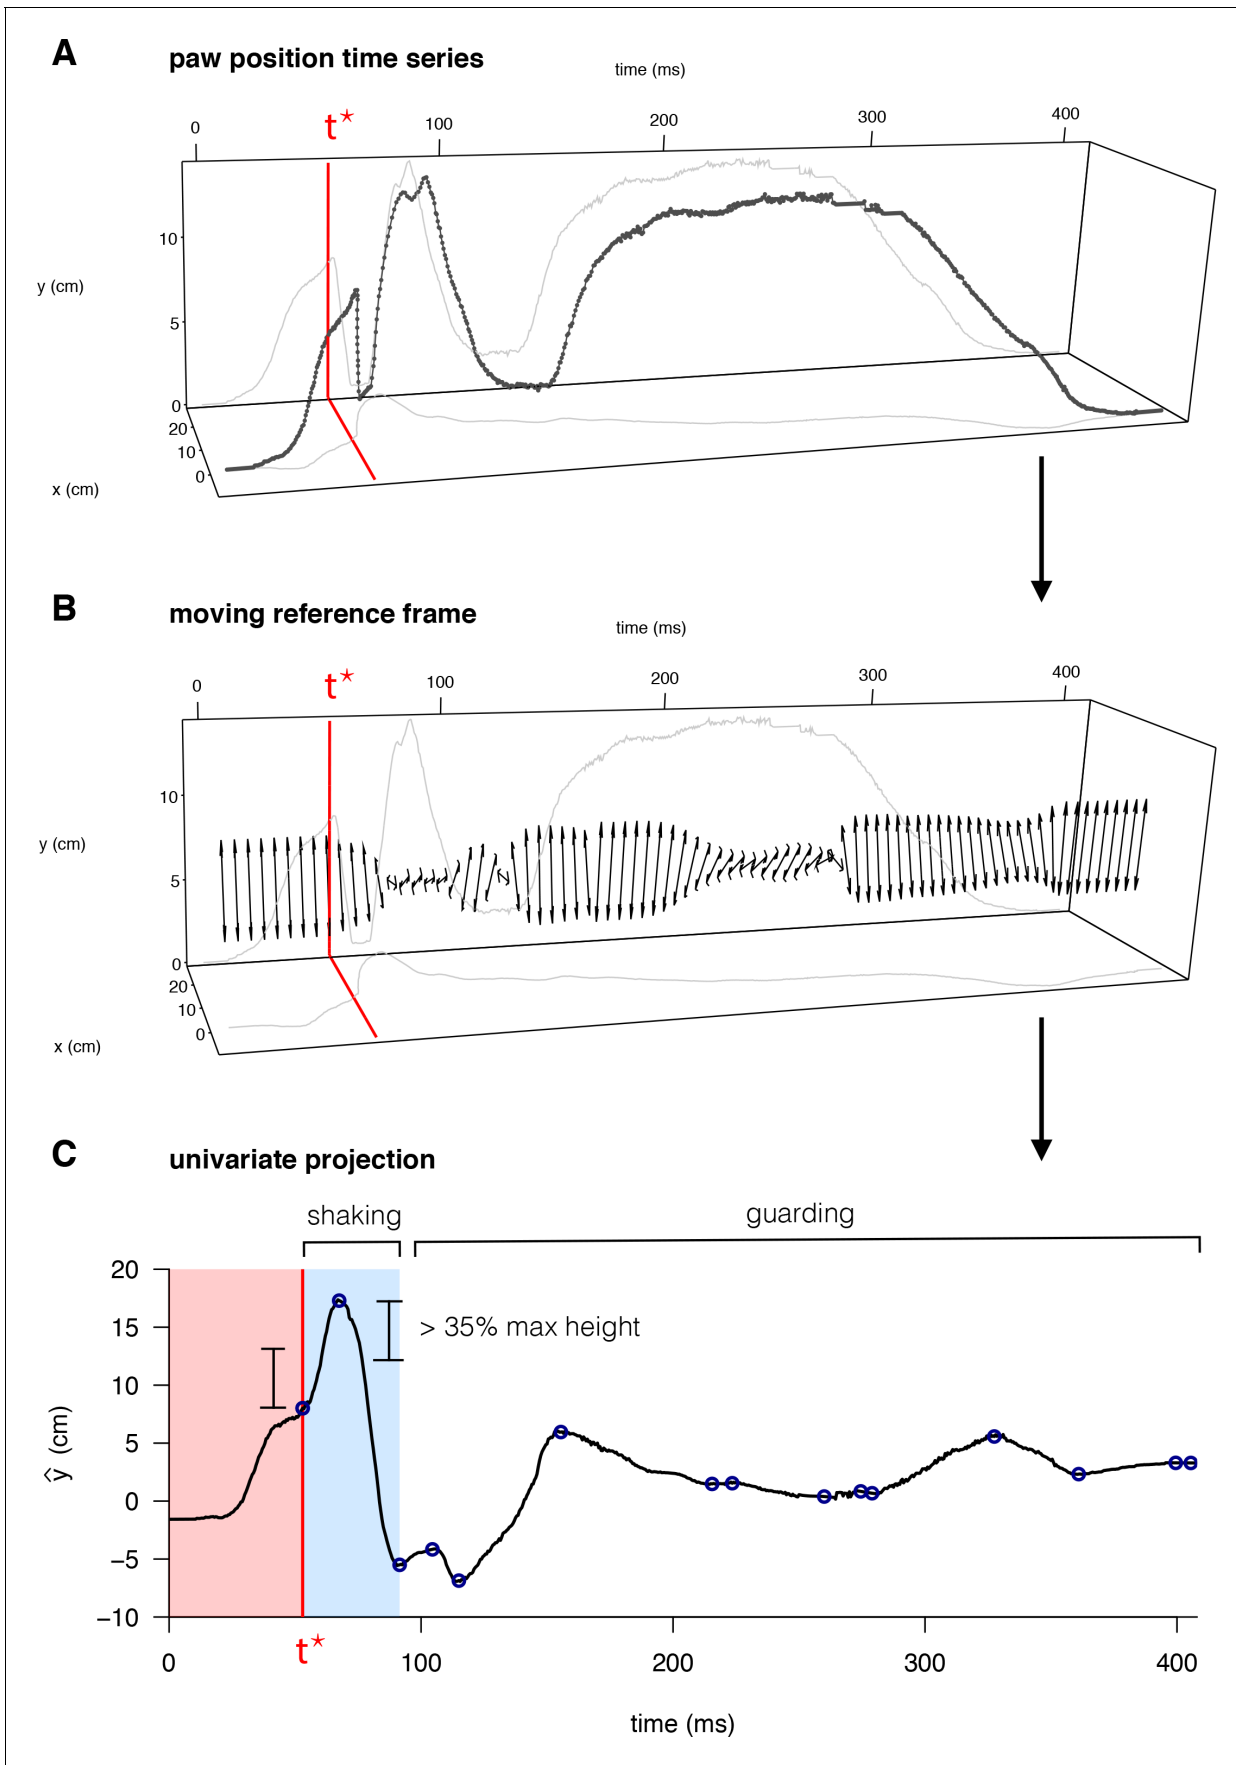 A
paw position time series
time (ms)
0
t*
100
200
300
400
10
y (cm)
5
0
20
10
0
x (cm)
B
moving reference frame
time (ms)
0
t*
100
200
300
400
10
y (cm)
5
0
20
10
0
x (cm)
C
univariate projection
shaking
guarding
20
15
> 35% max height
10
5
0
−5
−10
ŷ (cm)
t*
0
100
200
300
400
time (ms)